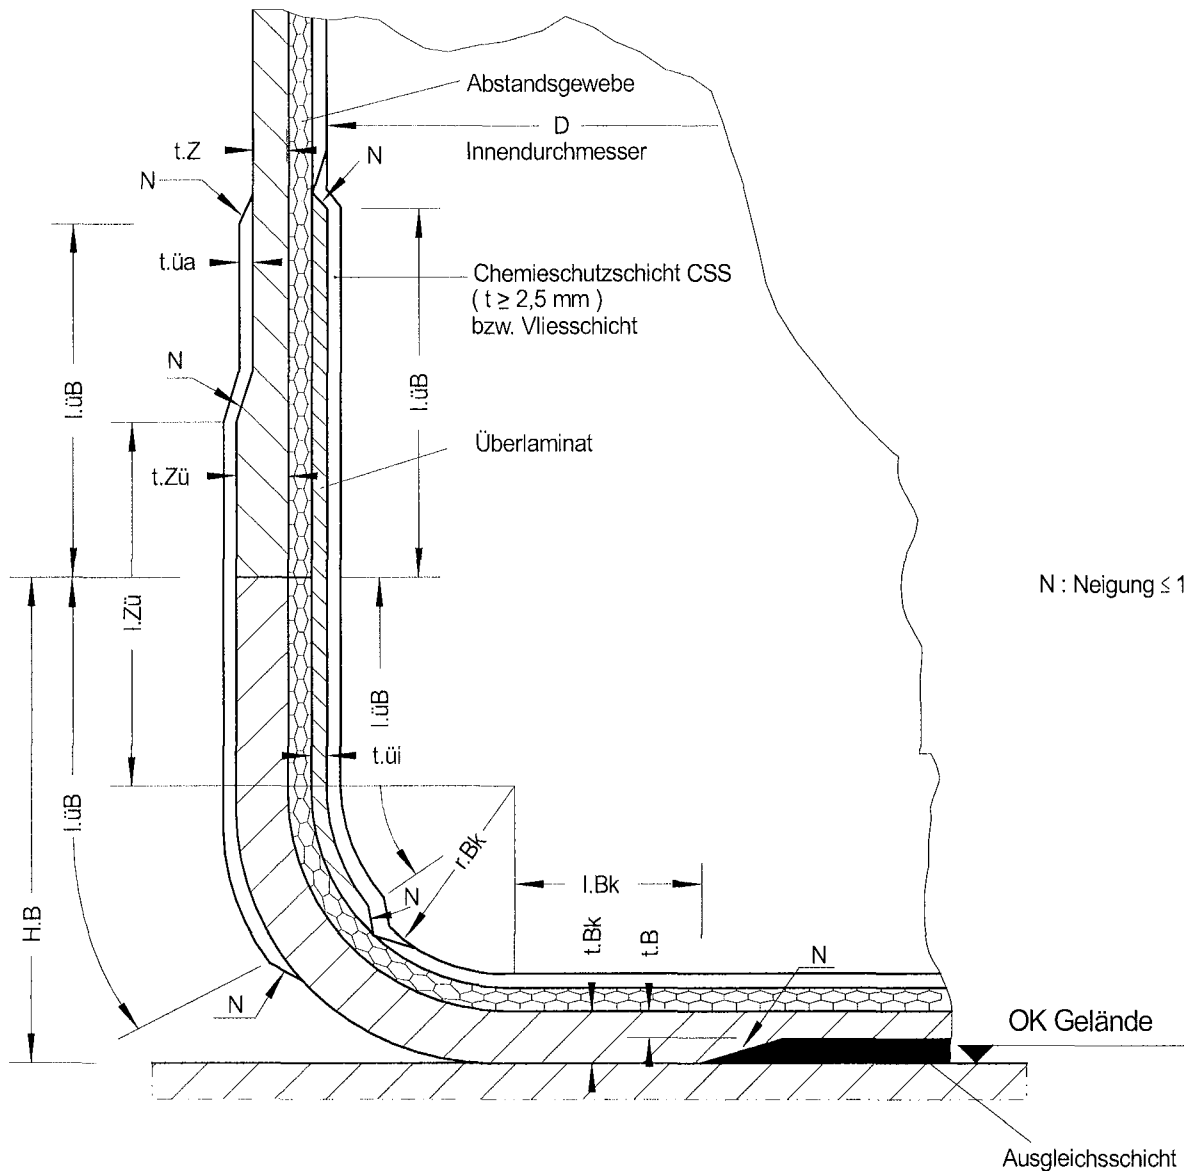 Abstandsgewebe
D
Innendurchmesser
t.Z
N
N
t.üa
Chemieschutzschicht CSS
( t ≥ 2,5 mm )
bzw. Vliesschicht
N
l.üB
l.üB
Überlaminat
t.Zü
l.Zü
N : Neigung ≤ 1
l.üB
t.üi
l.üB
r.Bk
l.Bk
N
H.B
t.Bk
t.B
N
N
OK Gelände
Ausgleichsschicht